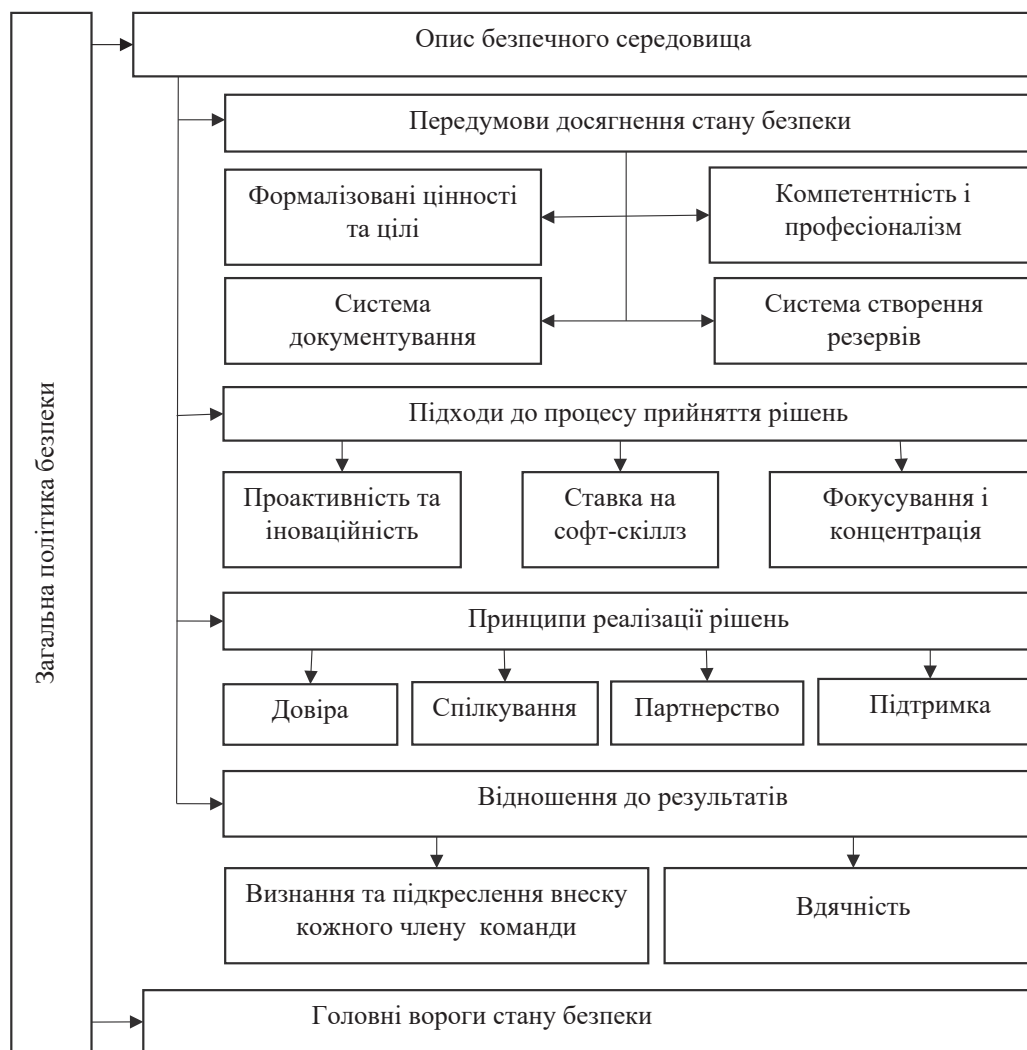 Загальна політика безпеки
Опис безпечного середовища
Передумови досягнення стану безпеки
Формалізовані цінності
та цілі
Компетентність і
професіоналізм
Система
документування
Система створення
резервів
Підходи до процесу прийняття рішень
Проактивність та
іноваційність
Ставка на
софт-скіллз
Фокусування і
концентрація
Принципи реалізації рішень
Довіра
Спілкування
Партнерство
Підтримка
Відношення до результатів
Визнання та підкреслення внеску
кожного члену команди
Вдячність
Головні вороги стану безпеки